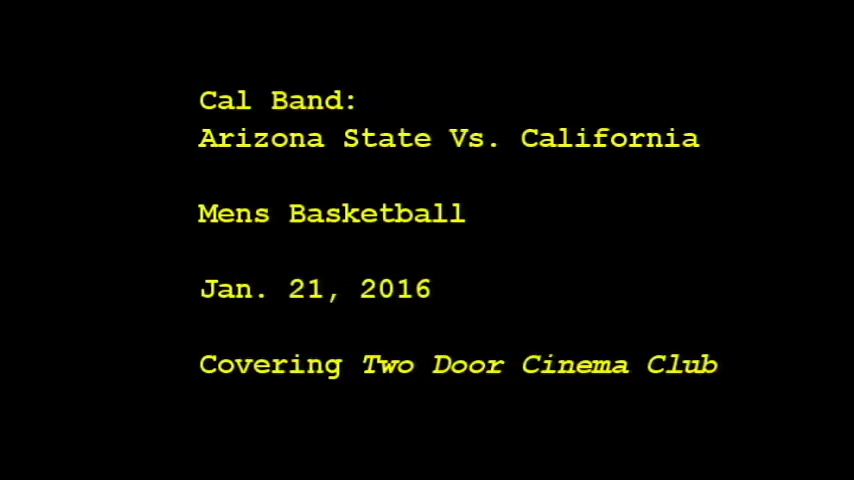 Cal Band:
Arizona State Vs. California
Mens Basketball
Jan. 21, 2016
Covering Two Door Cinema Club